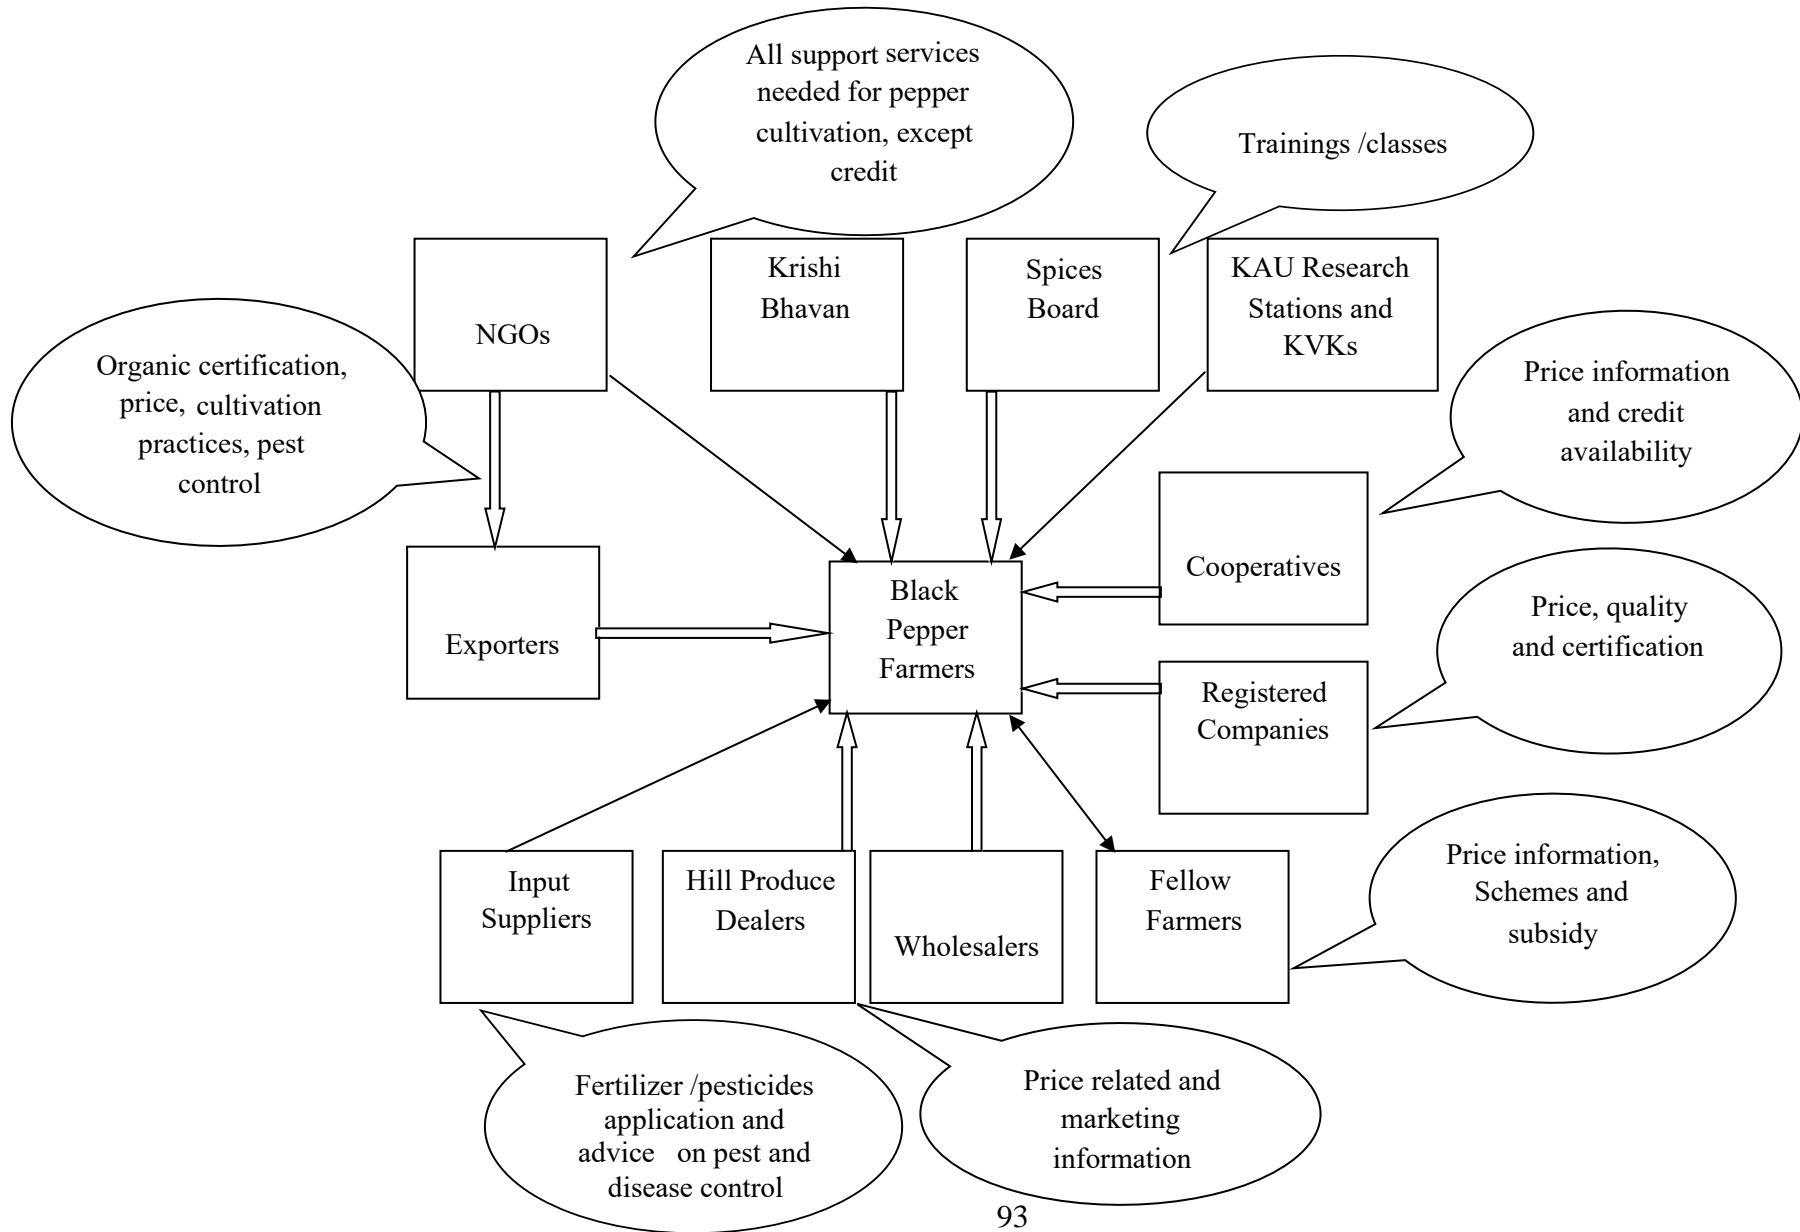 All support services
needed for pepper
cultivation, except
credit
Trainings /classes
NGOs
Krishi
Bhavan
Spices
Board
KAU Research
Stations and
KVKs
Organic certification,
price, cultivation
practices, pest
control
Price information
and credit
availability
Exporters
Black
Pepper
Farmers
Cooperatives
Price, quality
and certification
Registered
Companies
Input
Suppliers
Hill Produce
Dealers
Wholesalers
Fellow
Farmers
Price information,
Schemes and
subsidy
Fertilizer /pesticides
application and
advice on pest and
disease control
Price related and
marketing
information
93